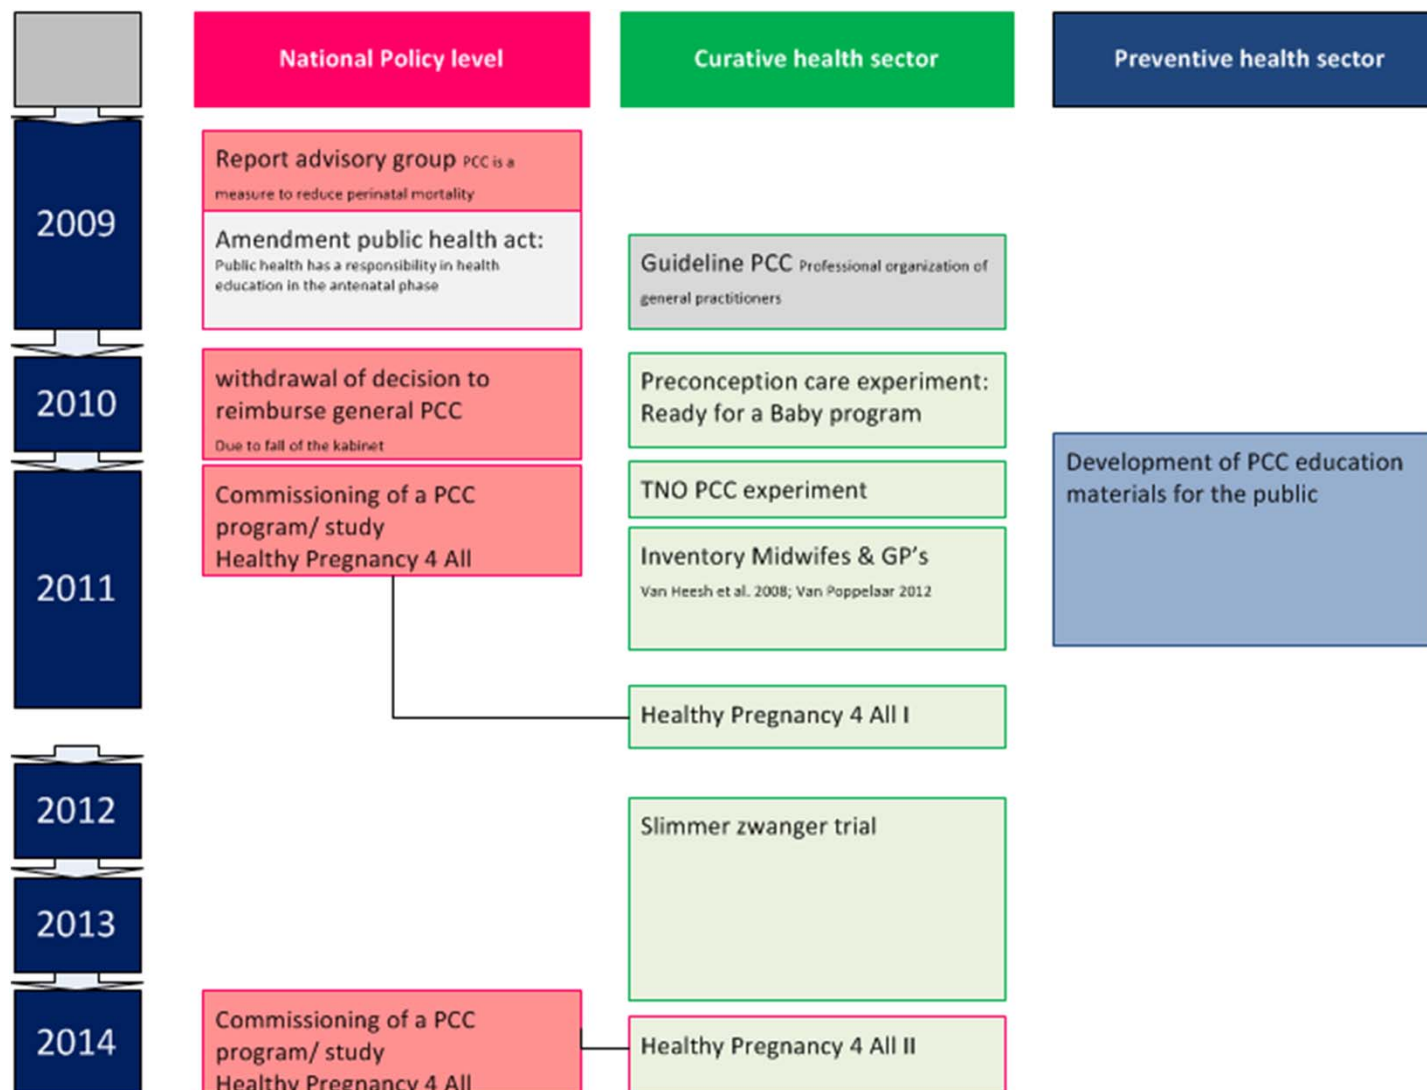 National Policy level
Curative health sector
Preventive health sector
2009
Report advisory group PCC is a
measure to reduce perinatal mortality
Amendment public health act:
Public health has a responsibility in health
education in the antenatal phase
Guideline PCC Professional organization of
general practitioners
2010
withdrawal of decision to
reimburse general PCC
Due to fall of the kabinet
Preconception care experiment:
Ready for a Baby program
2011
Commissioning of a PCC
program/ study
Healthy Pregnancy 4 All
TNO PCC experiment
Inventory Midwifes & GP's
Van Heesh et al. 2008; Van Poppelaar 2012
Development of PCC education
materials for the public
Healthy Pregnancy 4 All I
2012
Slimmer zwanger trial
2013
2014
Commissioning of a PCC
program/ study
Healthy Pregnancy 4 All
Healthy Pregnancy 4 All II